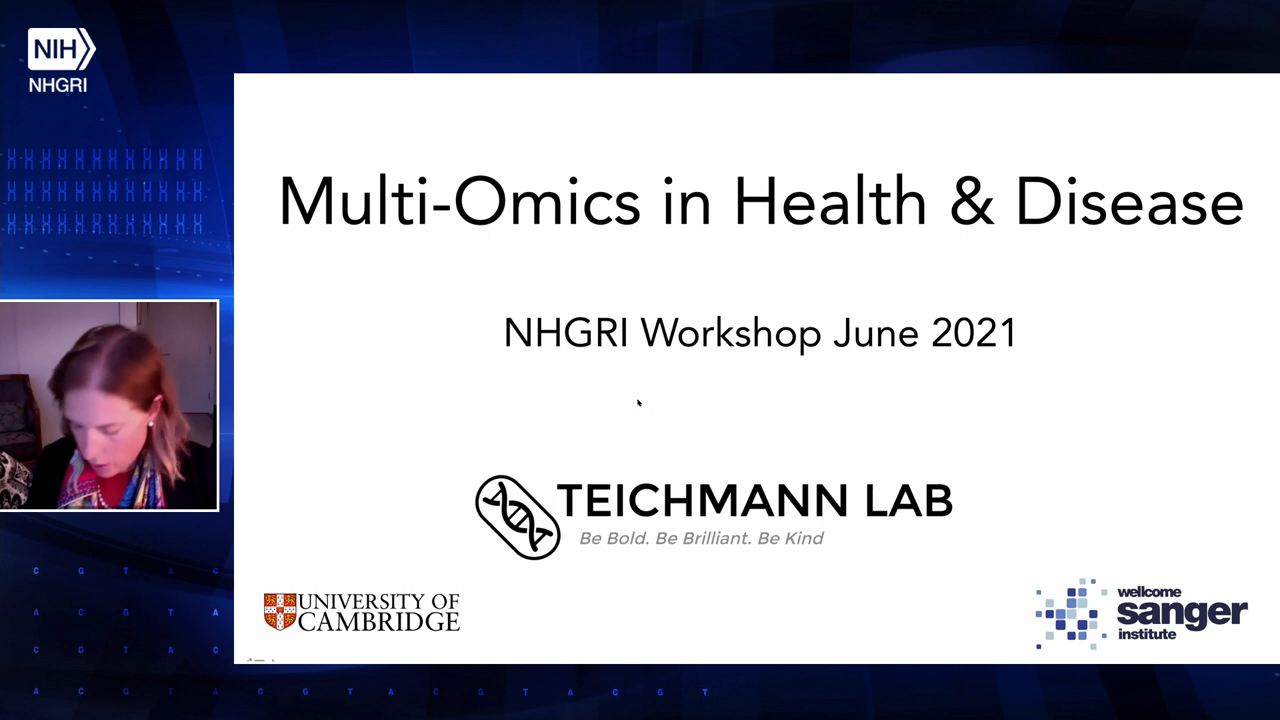 NIH
NHGRI
Multi-Omics in Health & Disease
NHGRI Workshop June 2021
TEICHMANN LAB
Be Bold. Be Brilliant. Be Kind
UNIVERSITY OF
CAMBRIDGE
wellcome
sanger
institute
C G T A C
A C G T A
C G T A C
A C G T A C G T A C G T A C G T